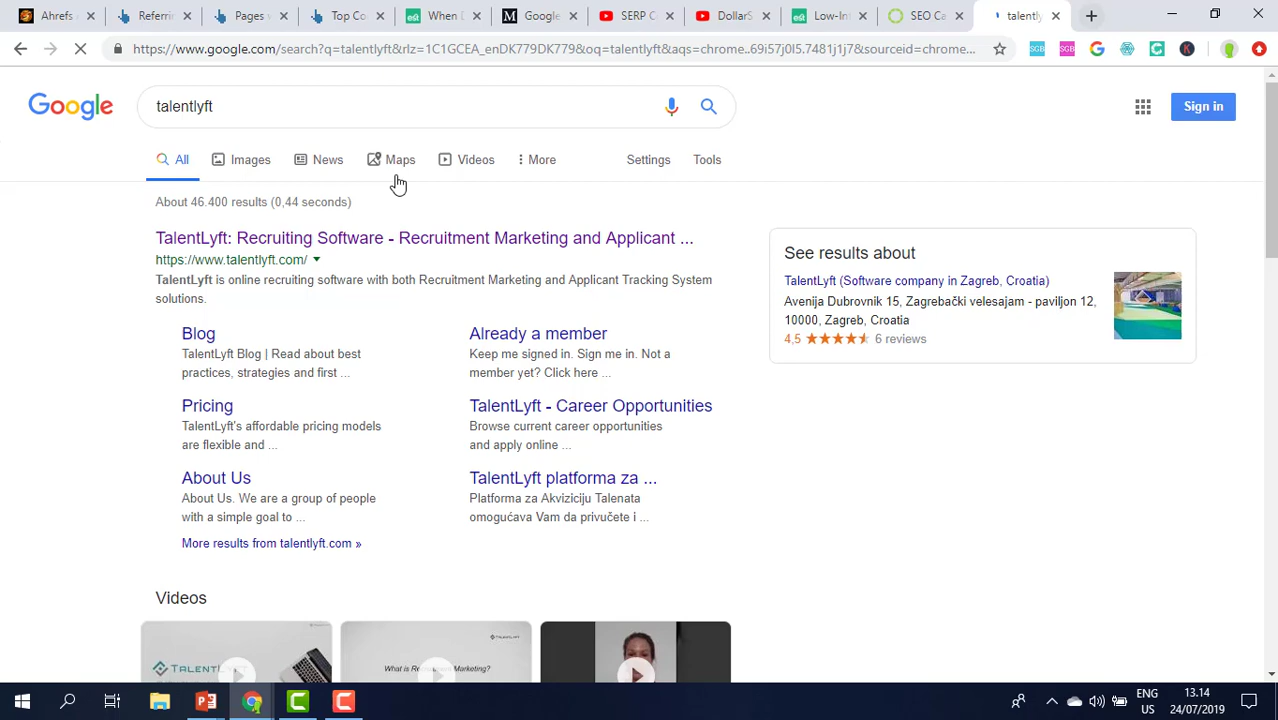 Ahrefs
Referrin
Pages v
Top Co
est
When
M
Google
SERP C
DollarS
est
Low-In
SEO Ca
talently
https://www.google.com/search?q=talentlyft&rlz=1C1GCEA_enDK779DK779&oq=talentlyft&aqs=chrome..69i57j0l5.7481j1j7&sourceid=chrome...
SGB
SGB
G
K
Google
talentlyft
Sign in
All
Images
News
Maps
Videos
More
Settings
Tools
About 46.400 results (0,44 seconds)
TalentLyft: Recruiting Software - Recruitment Marketing and Applicant ...
https://www.talentlyft.com/
TalentLyft is online recruiting software with both Recruitment Marketing and Applicant Tracking System
solutions.
Blog
TalentLyft Blog | Read about best
practices, strategies and first ...
Already a member
Keep me signed in. Sign me in. Not a
member yet? Click here ...
Pricing
TalentLyft's affordable pricing models
are flexible and ...
TalentLyft - Career Opportunities
Browse current career opportunities
and apply online ...
About Us
About Us. We are a group of people
with a simple goal to ...
TalentLyft platforma za ...
Platforma za Akviziciju Talenata
omogućava Vam da privučete i ...
More results from talentlyft.com »
See results about
TalentLyft (Software company in Zagreb, Croatia)
Avenija Dubrovnik 15, Zagrebački velesajam - paviljon 12,
10000, Zagreb, Croatia
4,5
6 reviews
Videos
TALENTLYFT
TALENTLYFT
What is Recruitment Marketing?
ENG
US
13.14
24/07/2019